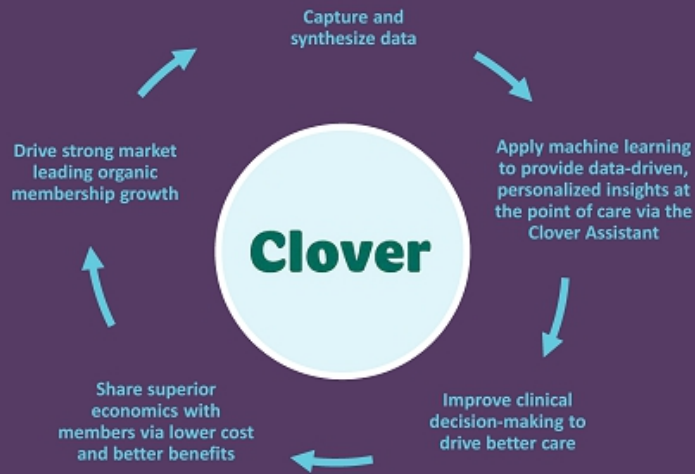 Capture and
synthesize data
Apply machine learning
to provide data-driven,
personalized insights at
the point of care via the
Clover Assistant
Improve clinical
decision-making to
drive better care
Share superior
economics with
members via lower cost
and better benefits
Drive strong market
leading organic
membership growth
Clover